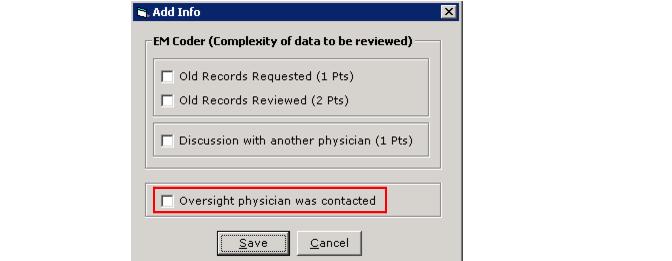 Add Info
EM Coder (Complexity of data to be reviewed)
Old Records Requested (1 Pts)
Old Records Reviewed (2 Pts)
Discussion with another physician (1 Pts)
Oversight physician was contacted
Save Cancel